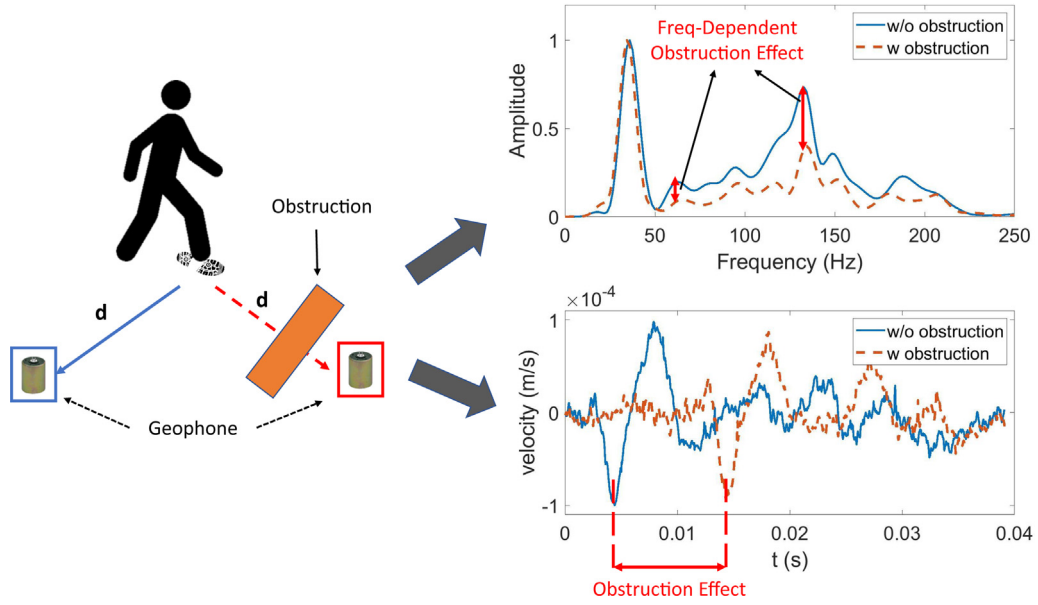 Obstruction
d
d
Geophone
Freq-Dependent
Obstruction Effect
w/o obstruction
w obstruction
Amplitude
1
0.5
0
0
50
100
150
200
250
Frequency (Hz)
×10⁻⁴
w/o obstruction
w obstruction
velocity (m/s)
1
0
-1
0
0.01
0.02
0.03
0.04
t (s)
Obstruction Effect